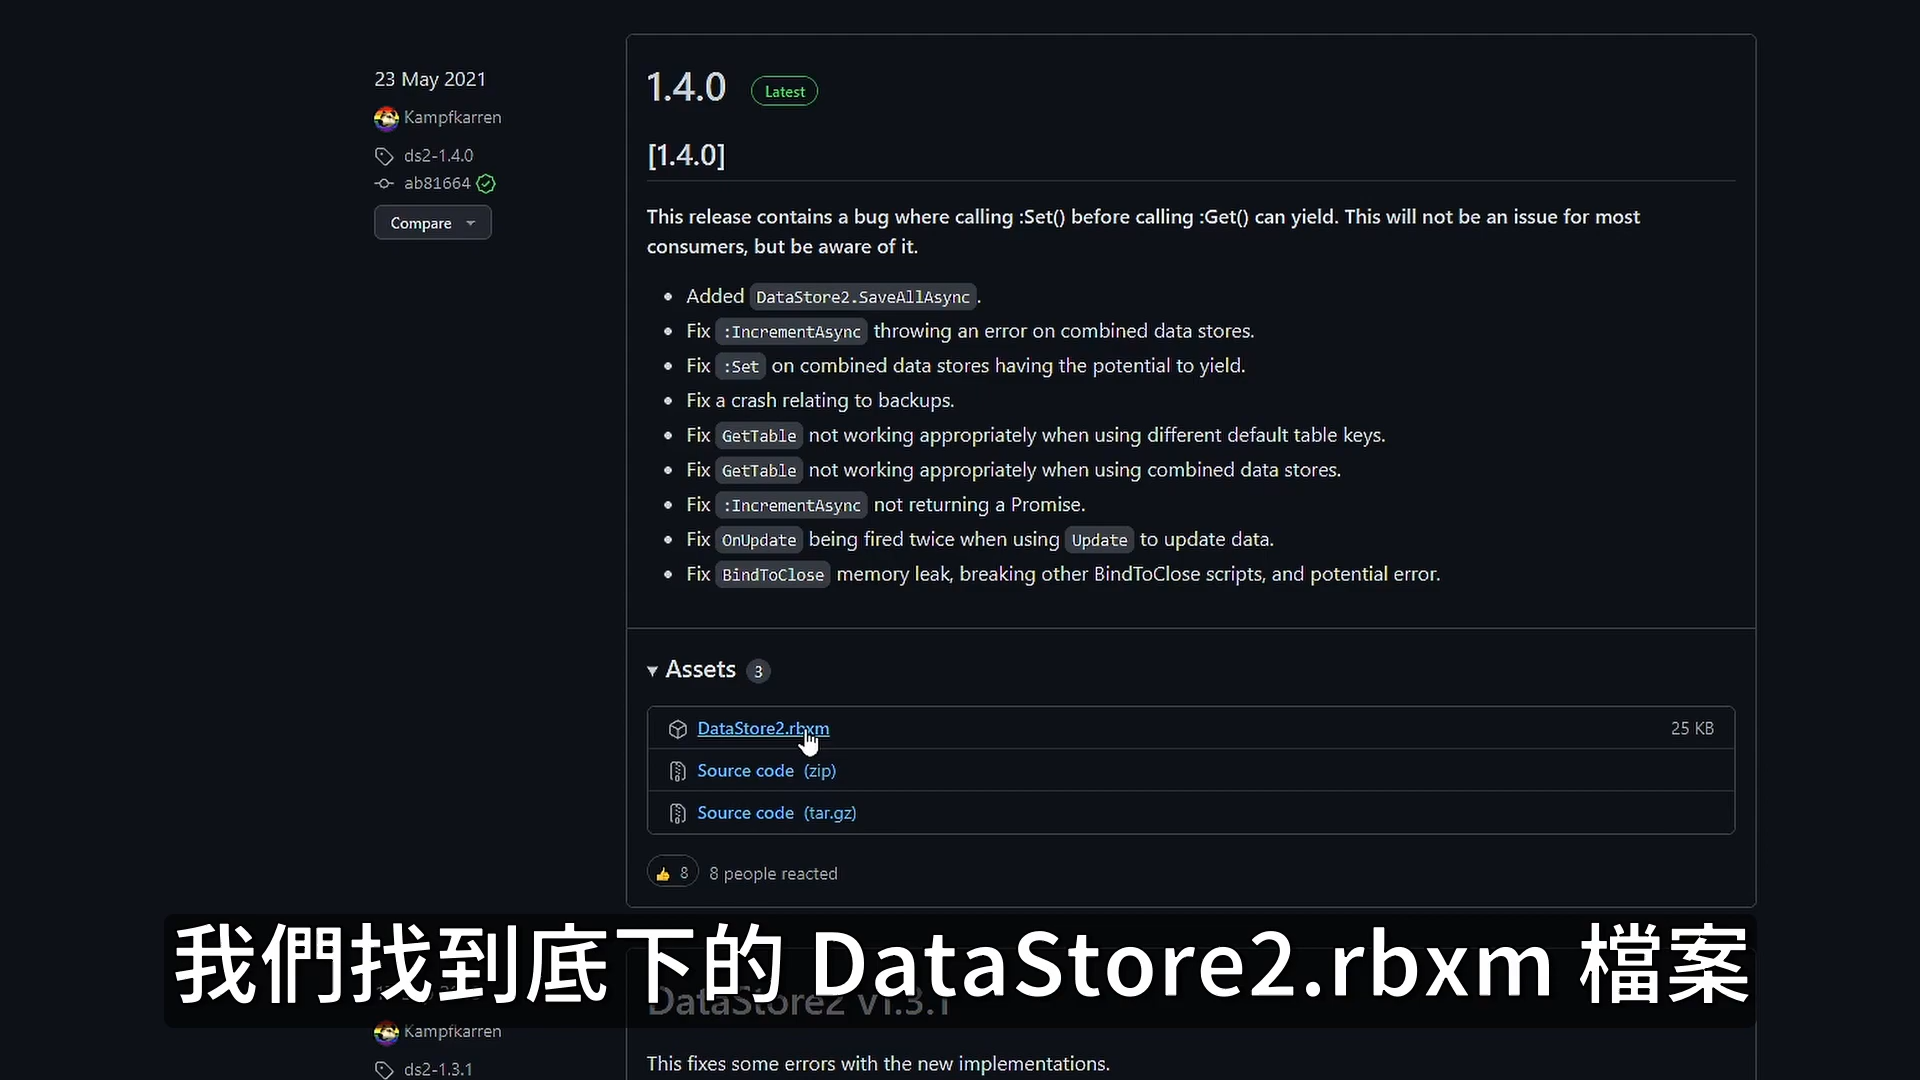 23 May 2021
Kampfkarren
ds2-1.4.0
ab81664
Compare
1.4.0 Latest
[1.4.0]
This release contains a bug where calling :Set() before calling :Get() can yield. This will not be an issue for most
consumers, but be aware of it.
Added DataStore2.SaveAllAsync.
Fix :IncrementAsync throwing an error on combined data stores.
Fix :Set on combined data stores having the potential to yield.
Fix a crash relating to backups.
Fix GetTable not working appropriately when using different default table keys.
Fix GetTable not working appropriately when using combined data stores.
Fix :IncrementAsync not returning a Promise.
Fix OnUpdate being fired twice when using Update to update data.
Fix BindToClose memory leak, breaking other BindToClose scripts, and potential error.
Assets 3
DataStore2.rbxm 25 KB
Source code (zip)
Source code (tar.gz)
8 8 people reacted
我們找到底下的 DataStore2.rbxm 檔案
DataStore2 v1.3.1
Kampfkarren
ds2-1.3.1
This fixes some errors with the new implementations.